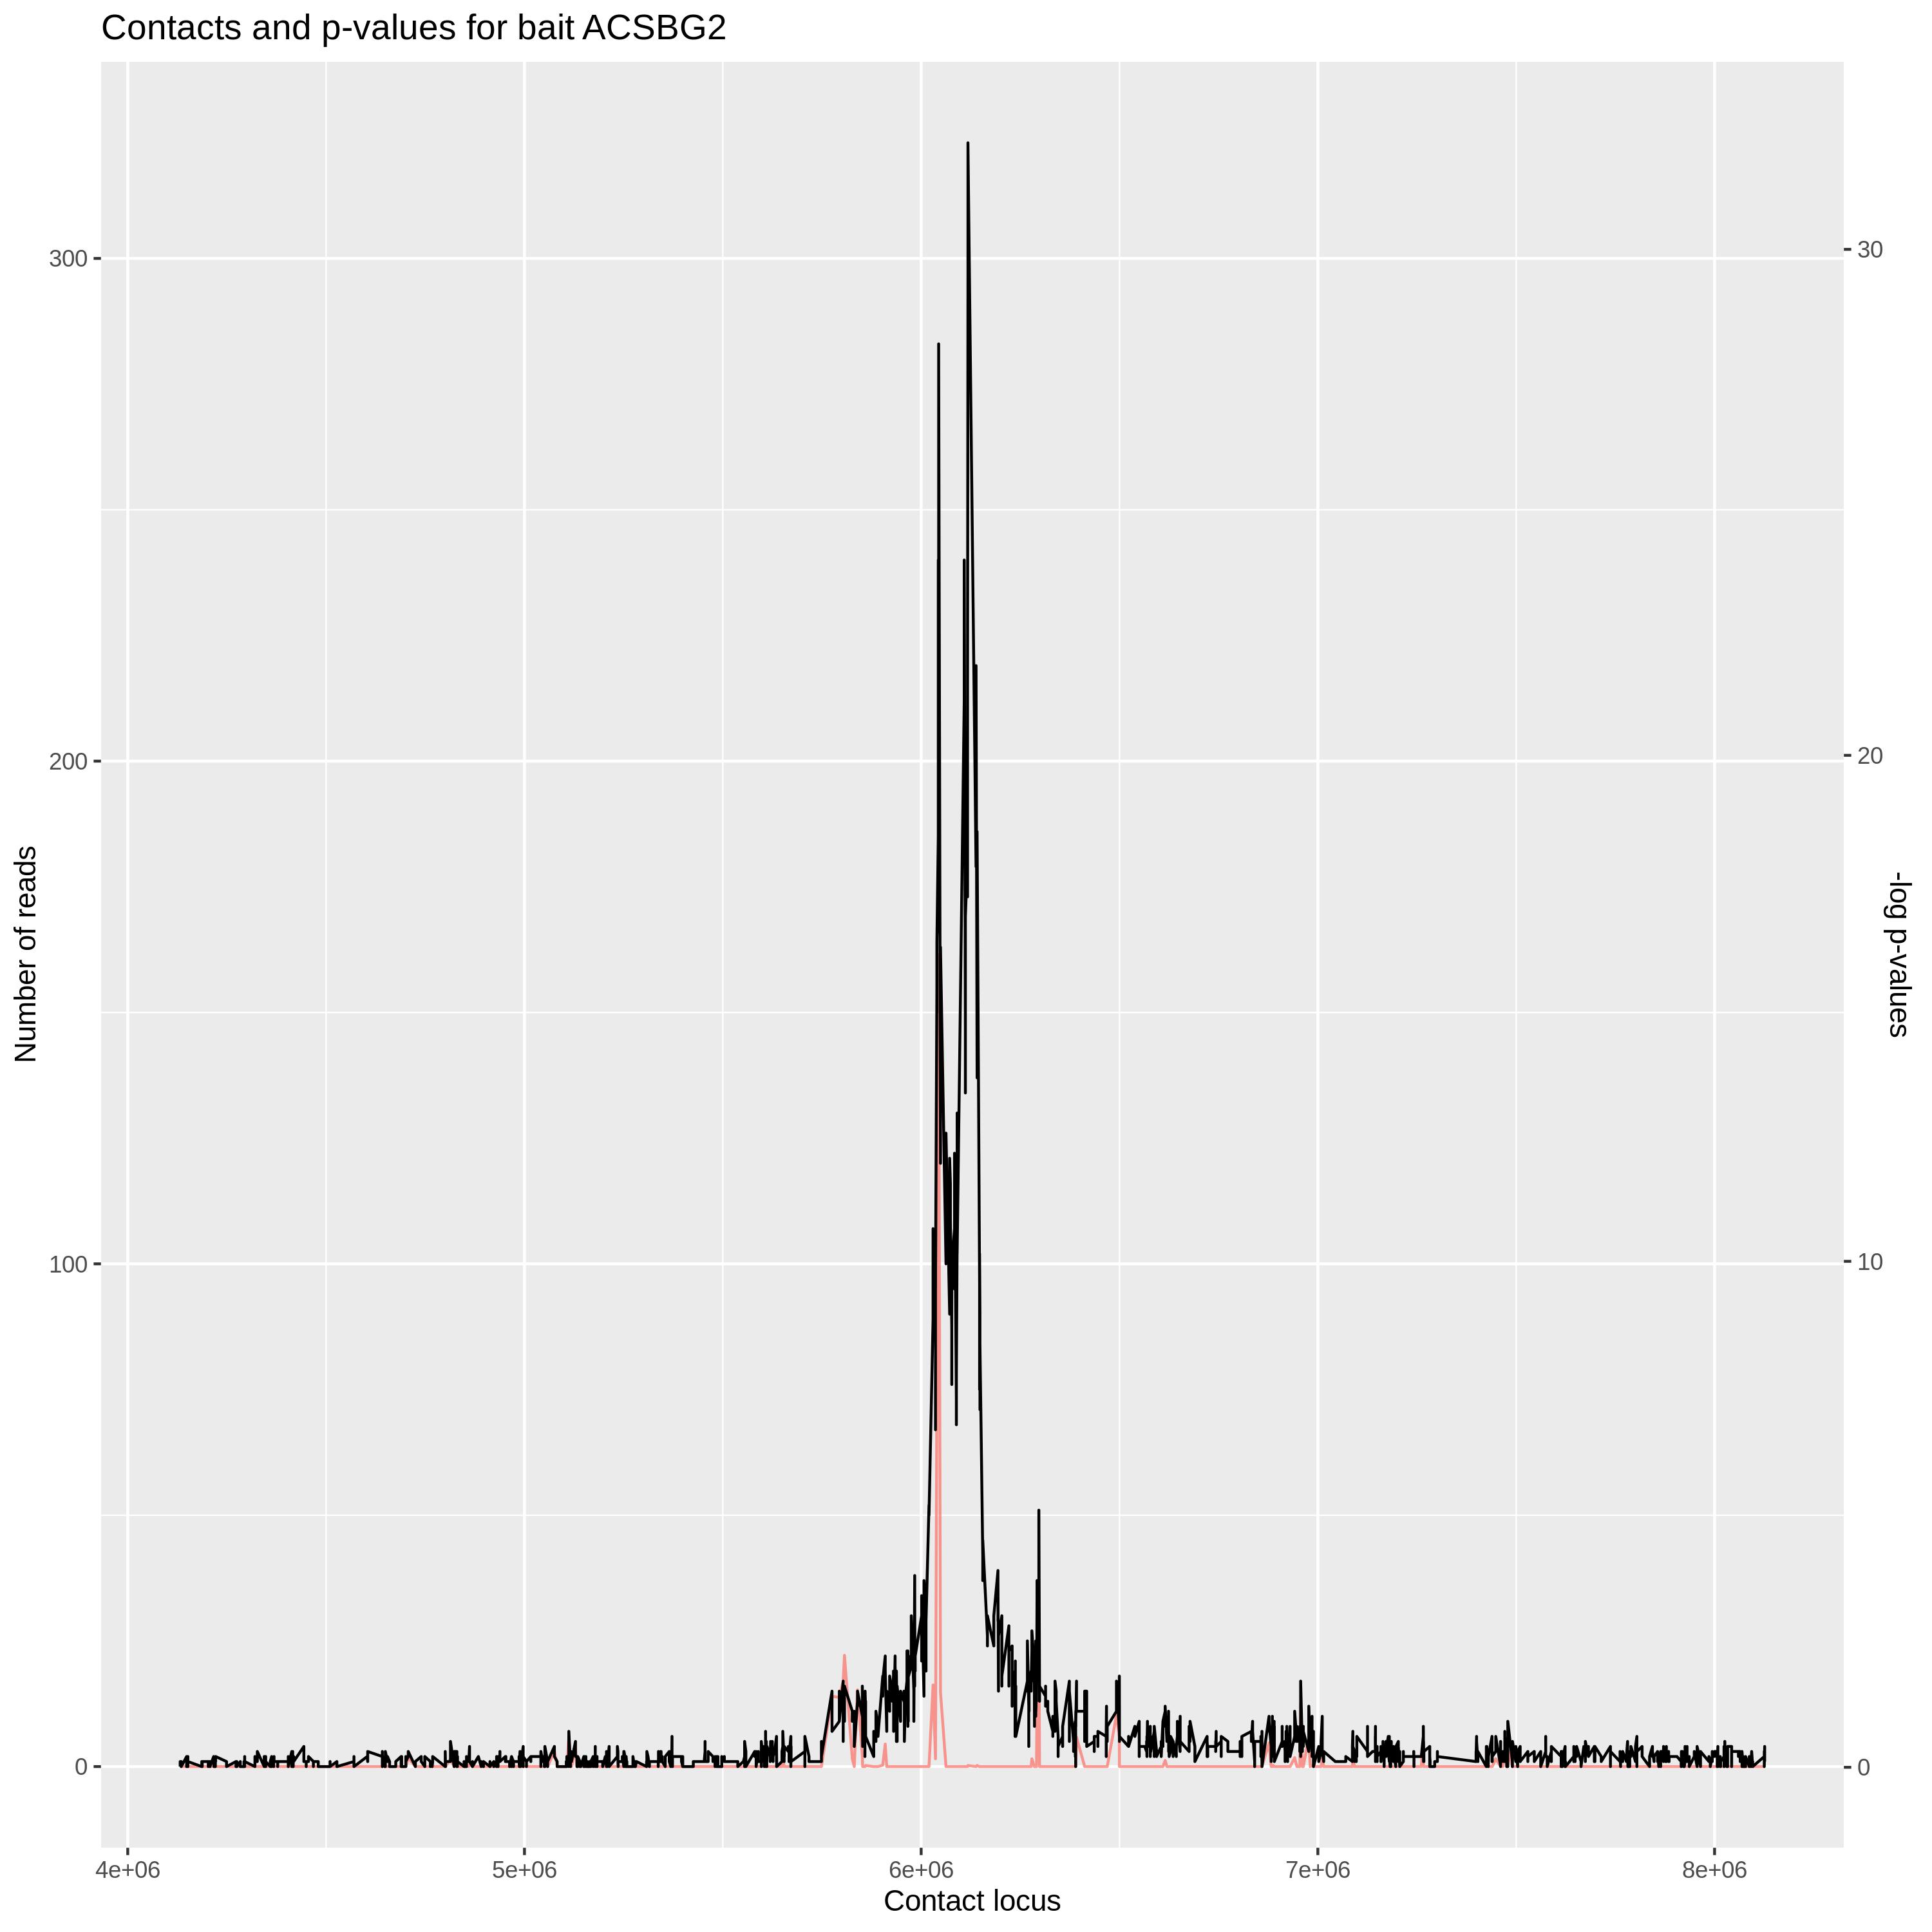 Contacts and p-values for bait ACSBG2
300
200
100
0
30
20
10
0
Number of reads
-log p-values
4e+06 5e+06 6e+06 7e+06 8e+06
Contact locus